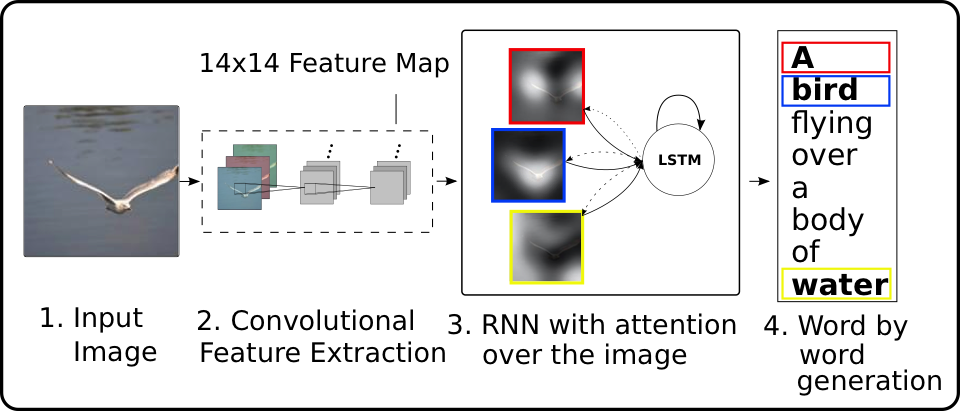 14x14 Feature Map
LSTM
A
bird
flying
over
a
body
of
water
1. Input
Image
2. Convolutional
Feature Extraction
3. RNN with attention
over the image
4. Word by
word
generation